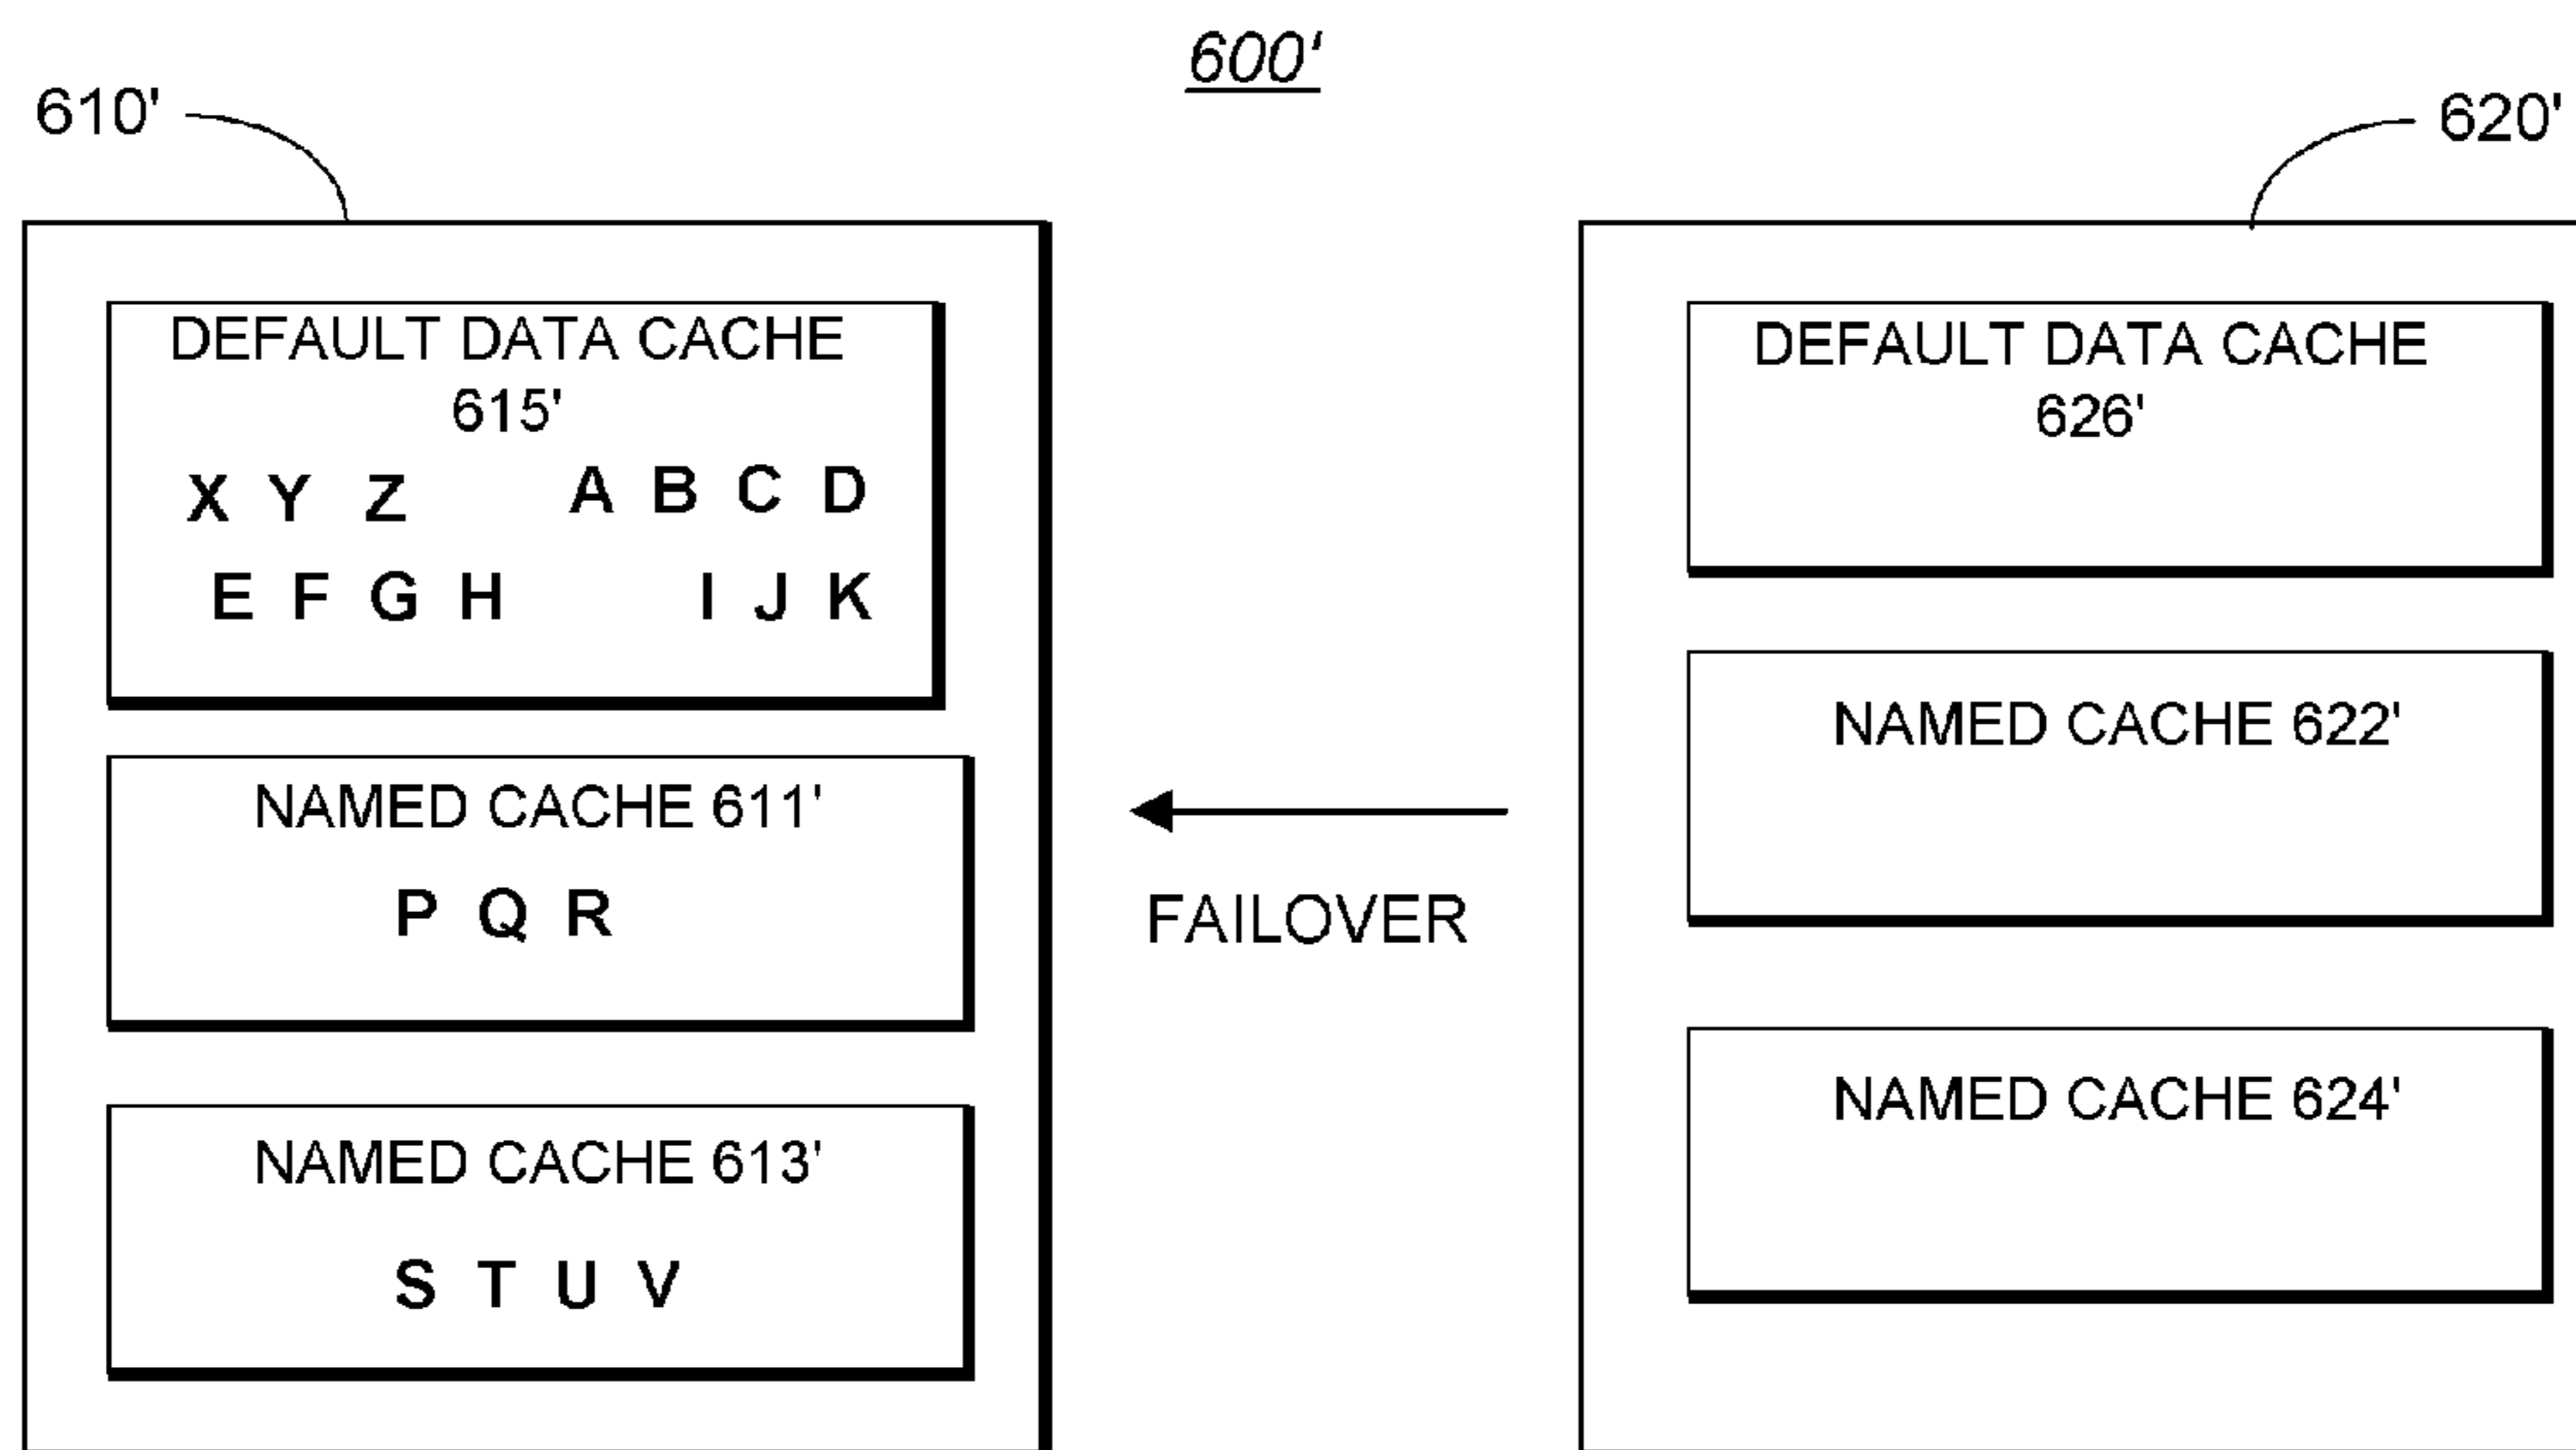 600'
610'
620'
DEFAULT DATA CACHE
615'
X Y Z A B C D
E F G H I J K
NAMED CACHE 611'
P Q R
NAMED CACHE 613'
S T U V
FAILOVER
DEFAULT DATA CACHE
626'
NAMED CACHE 622'
NAMED CACHE 624'